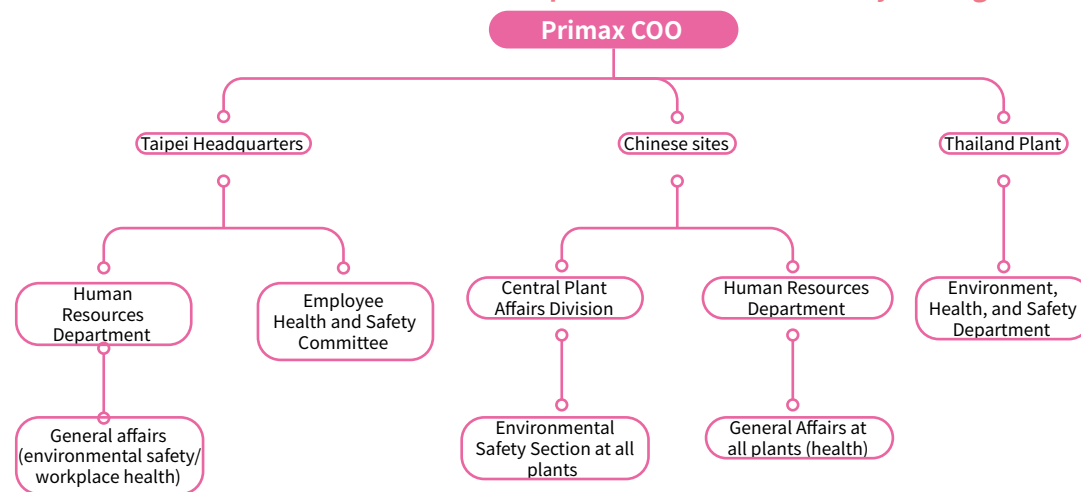 Primax COO
Taipei Headquarters
Chinese sites
Thailand Plant
Human
Resources
Department
Employee
Health and Safety
Committee
Central Plant
Affairs Division
Human Resources
Department
Environment,
Health, and Safety
Department
General affairs
(environmental safety/
workplace health)
Environmental
Safety Section at all
plants
General Affairs at
all plants (health)